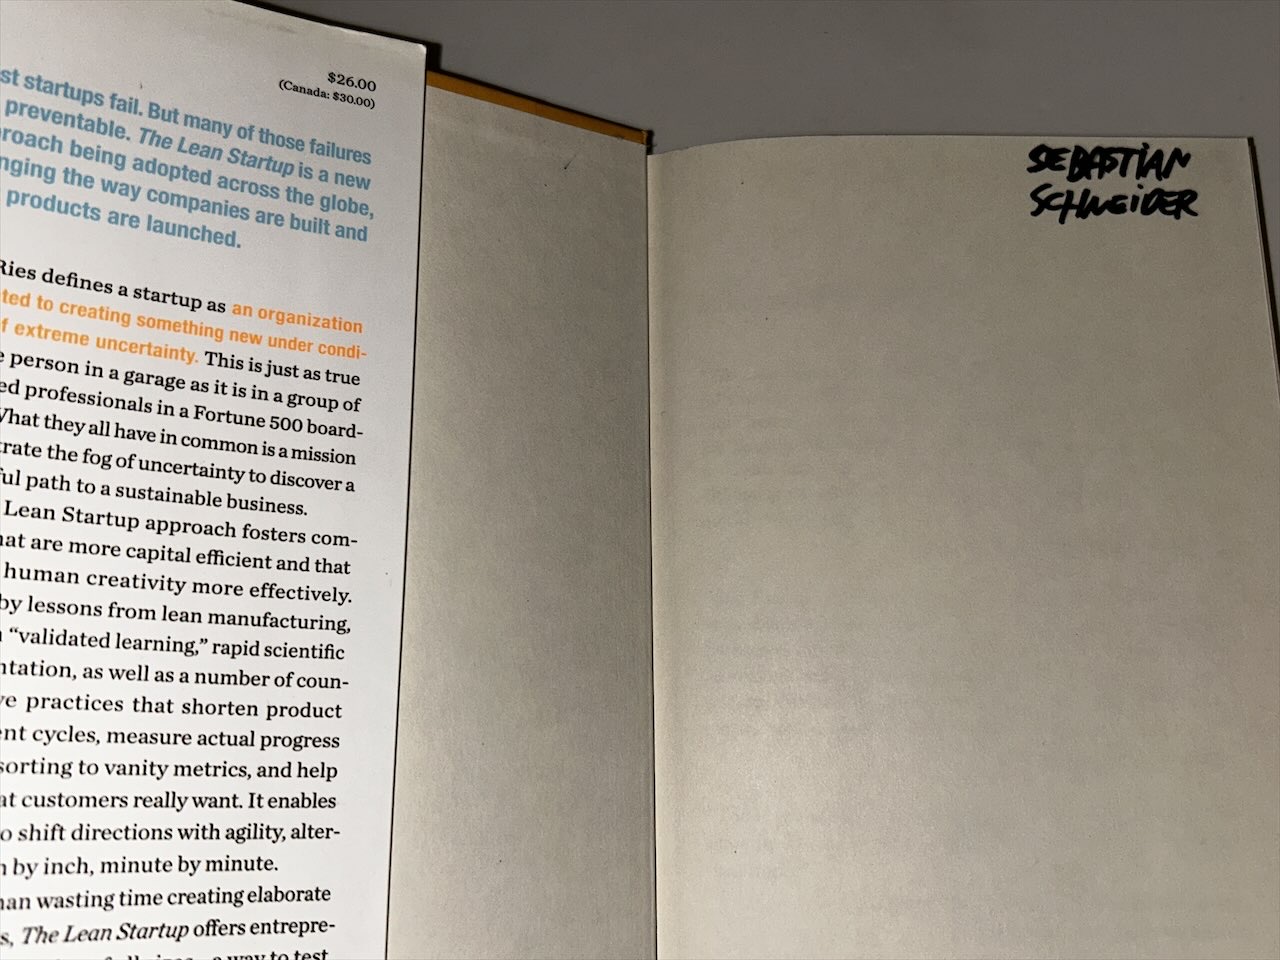 $26.00
(Canada: $30.00)
st startups fail. But many of those failures
preventable. The Lean Startup is a new
roach being adopted across the globe,
nging the way companies are built and
products are launched.
Ries defines a startup as an organization
ted to creating something new under condi-
f extreme uncertainty. This is just as true
e person in a garage as it is in a group of
ed professionals in a Fortune 500 board-
What they all have in common is a mission
rate the fog of uncertainty to discover a
ful path to a sustainable business.
Lean Startup approach fosters com-
hat are more capital efficient and that
human creativity more effectively.
by lessons from lean manufacturing,
"validated learning," rapid scientific
ntation, as well as a number of coun-
ve practices that shorten product
ent cycles, measure actual progress
sorting to vanity metrics, and help
at customers really want. It enables
o shift directions with agility, alter-
n by inch, minute by minute.
han wasting time creating elaborate
s, The Lean Startup offers entrepre-
a way to test
SEBASTIAN
SCHNEIDER